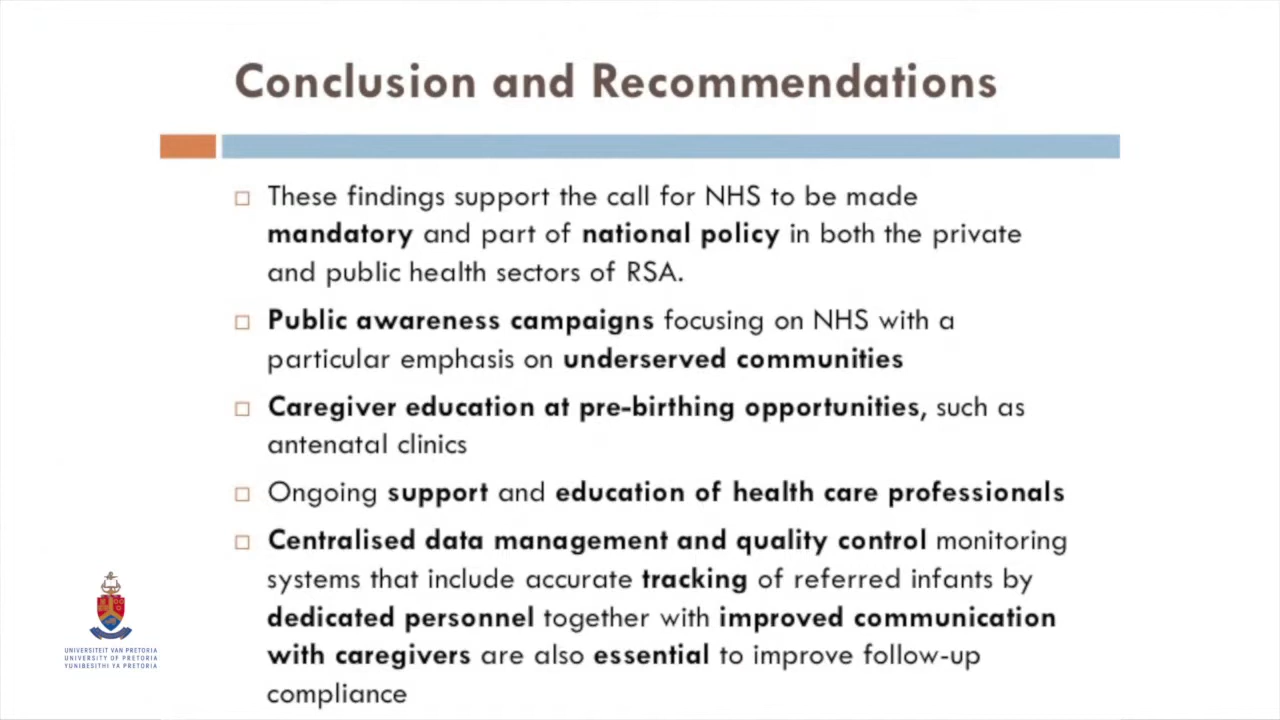 Conclusion and Recommendations
These findings support the call for NHS to be made
mandatory and part of national policy in both the private
and public health sectors of RSA.
Public awareness campaigns focusing on NHS with a
particular emphasis on underserved communities
Caregiver education at pre-birthing opportunities, such as
antenatal clinics
Ongoing support and education of health care professionals
Centralised data management and quality control monitoring
systems that include accurate tracking of referred infants by
dedicated personnel together with improved communication
with caregivers are also essential to improve follow-up
compliance
UNIVERSITEIT VAN PRETORIA
UNIVERSITY OF PRETORIA
YUNIBESITHI YA PRETORIA